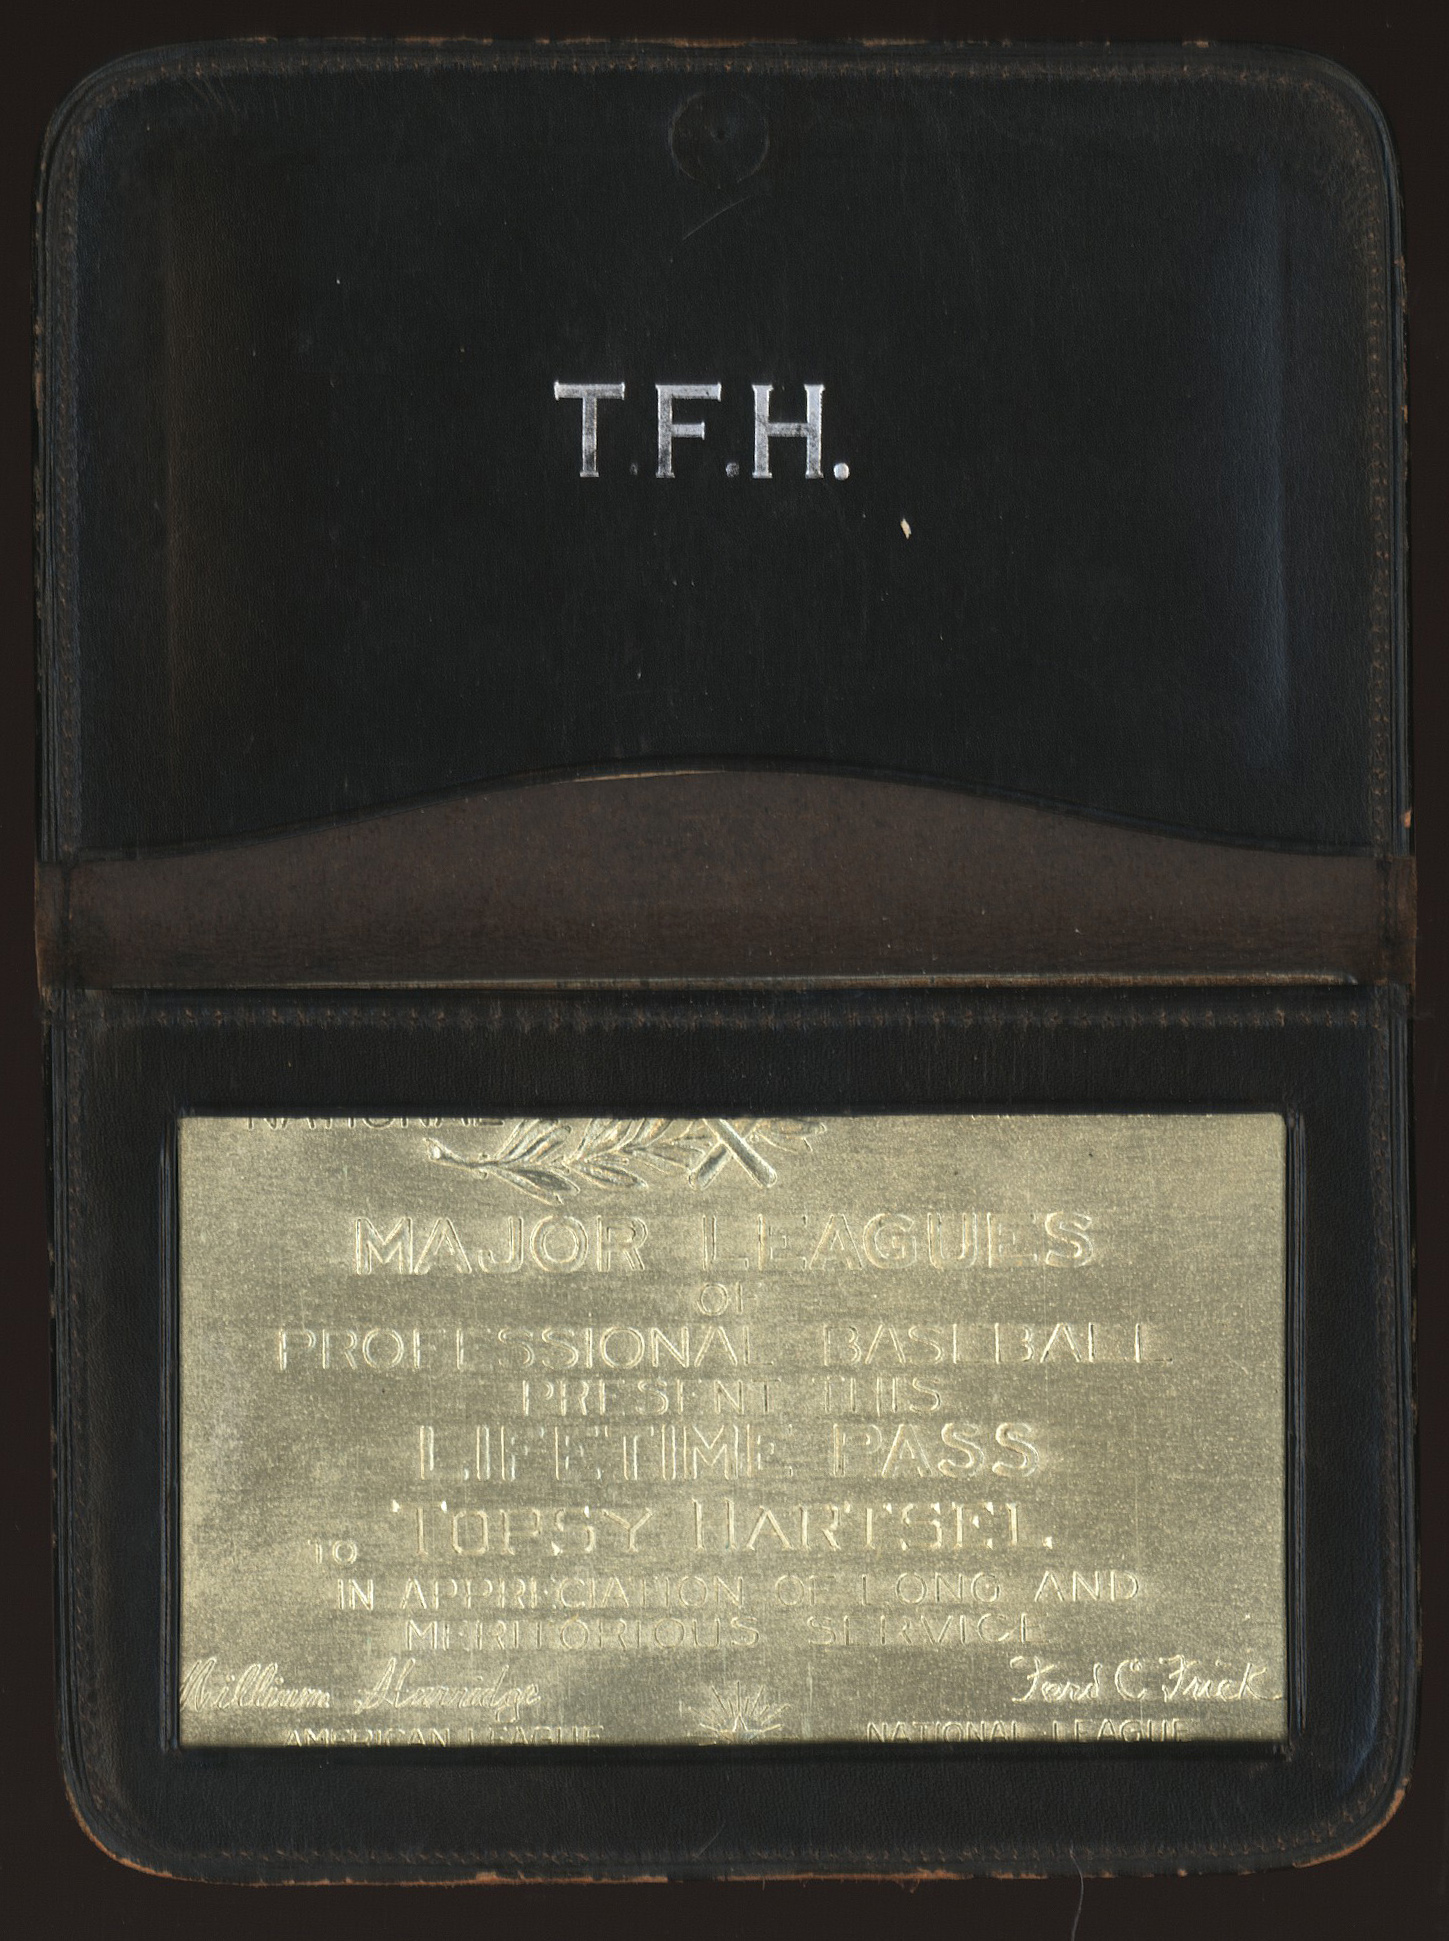 T.F.H.
NATIONAL
MAJOR LEAGUES
OF
PROFESSIONAL BASEBALL
PRESENT THIS
LIFETIME PASS
TO TOPSY HARTSEL
IN APPRECIATION OF LONG AND
MERITORIOUS SERVICE
William Harridge Ford C. Frick
AMERICAN LEAGUE NATIONAL LEAGUE